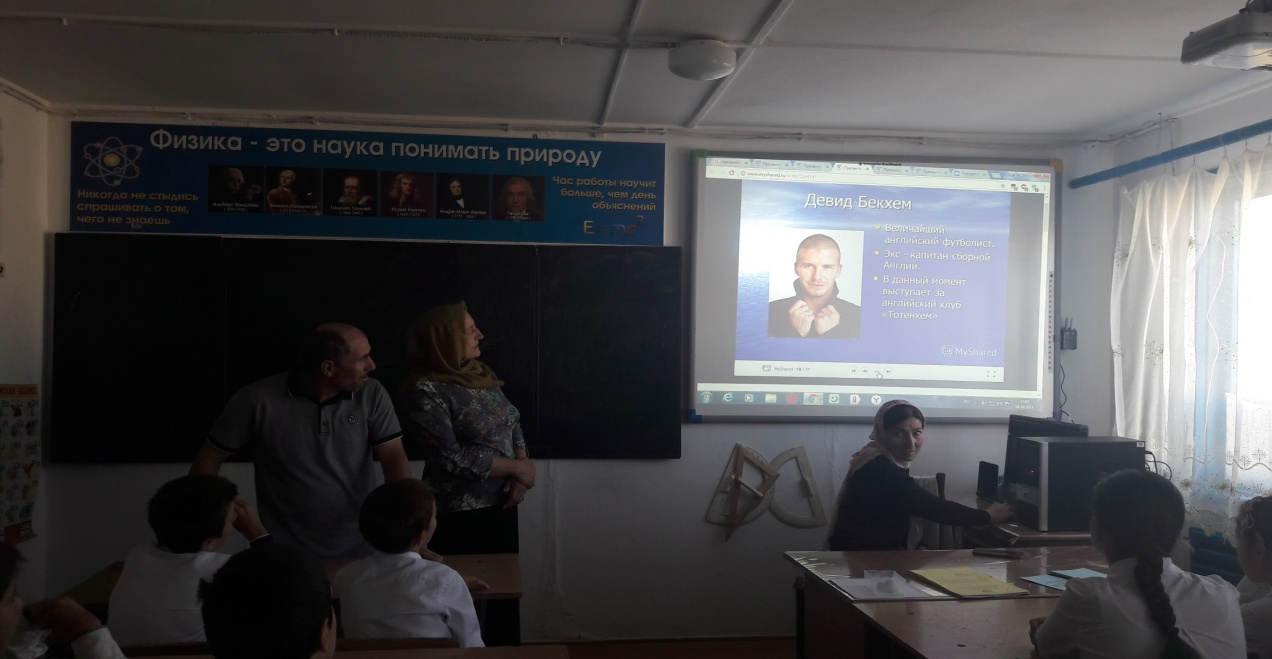 Физика - это наука понимать природу
Никогда не стыдись
спрашивать о том,
чего не знаешь
Час работы научит
больше, чем день
объяснений
Девид Бекхем
Величайший
английский футболист.
Экс - капитан сборной
Англии.
В данный момент
выступает за
английский клуб
«Тотенхем»
MyShared
MyShared